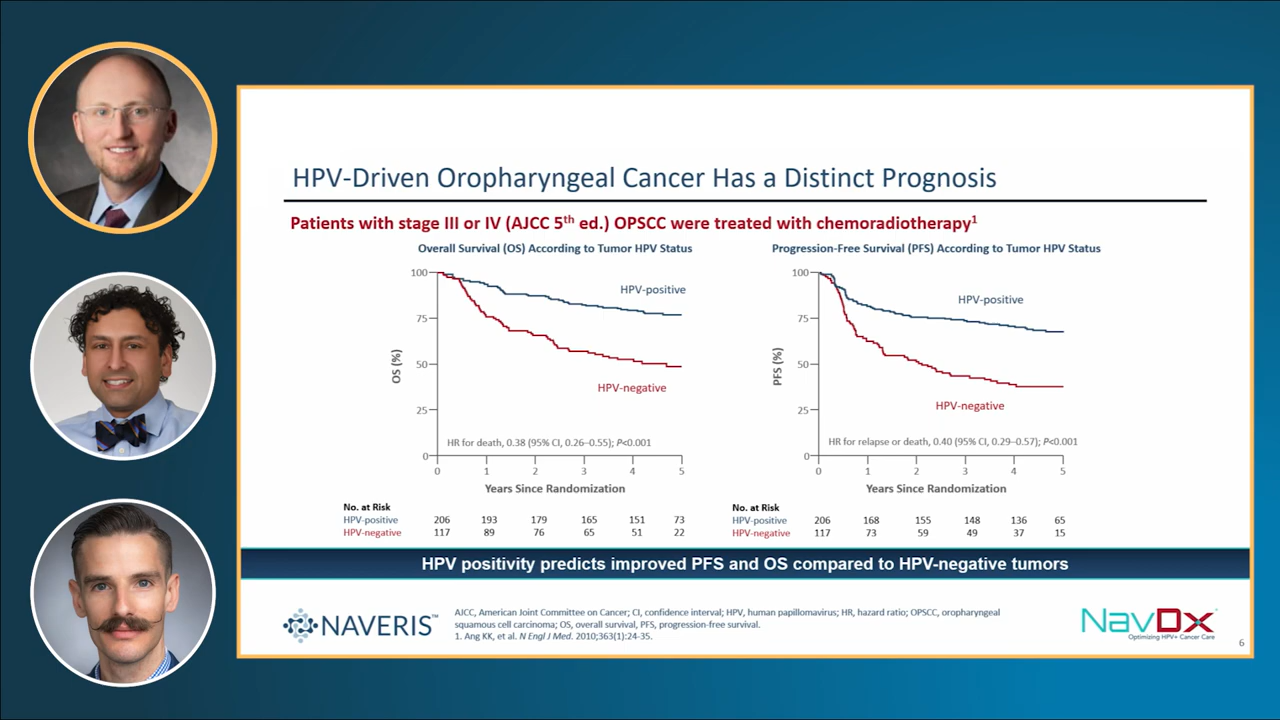 HPV-Driven Oropharyngeal Cancer Has a Distinct Prognosis
Patients with stage III or IV (AJCC 5th ed.) OPSCC were treated with chemoradiotherapy1
Overall Survival (OS) According to Tumor HPV Status
100
75
50
25
0
OS (%)
HPV-positive
HPV-negative
HR for death, 0.38 (95% CI, 0.26–0.55); P<0.001
0 1 2 3 4 5
Years Since Randomization
No. at Risk
HPV-positive 206 193 179 165 151 73
HPV-negative 117 89 76 65 51 22
Progression-Free Survival (PFS) According to Tumor HPV Status
100
75
50
25
0
PFS (%)
HPV-positive
HPV-negative
HR for relapse or death, 0.40 (95% CI, 0.29–0.57); P<0.001
0 1 2 3 4 5
Years Since Randomization
No. at Risk
HPV-positive 206 168 155 148 136 65
HPV-negative 117 73 59 49 37 15
HPV positivity predicts improved PFS and OS compared to HPV-negative tumors
NAVERIS™
AJCC, American Joint Committee on Cancer; CI, confidence interval; HPV, human papillomavirus; HR, hazard ratio; OPSCC, oropharyngeal
squamous cell carcinoma; OS, overall survival, PFS, progression-free survival.
1. Ang KK, et al. N Engl J Med. 2010;363(1):24-35.
NavDx
Optimizing HPV+ Cancer Care
6